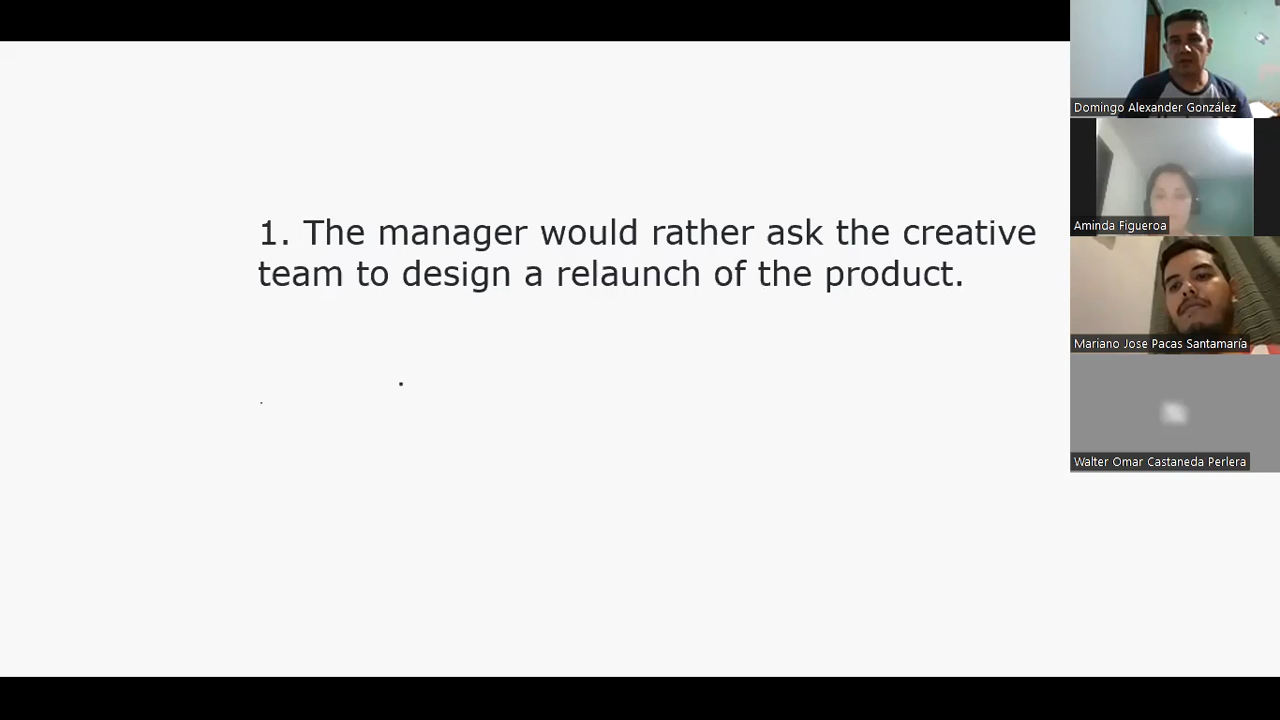 1. The manager would rather ask the creative
team to design a relaunch of the product.
Domingo Alexander González
Aminda Figueroa
Mariano Jose Pacas Santamaría
Walter Omar Castaneda Perlera